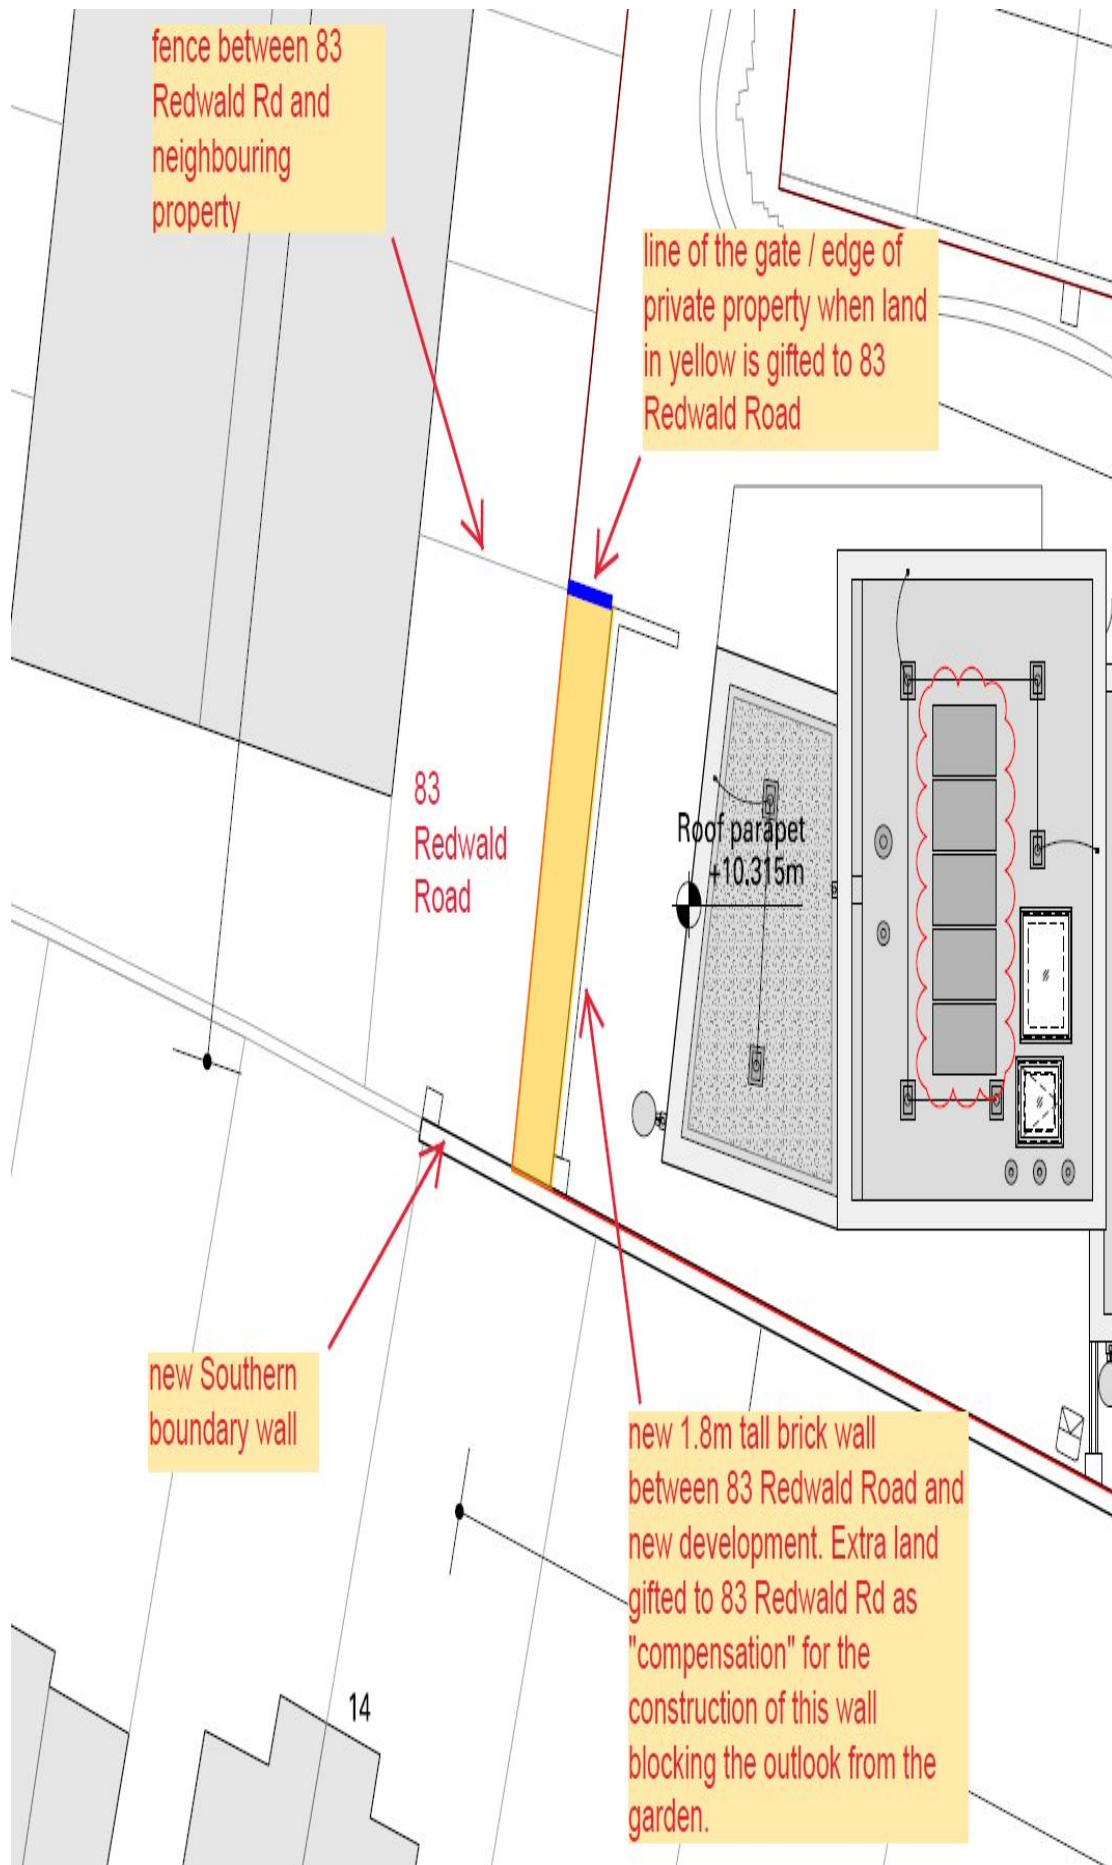 fence between 83
Redwald Rd and
neighbouring
property
line of the gate / edge of
private property when land
in yellow is gifted to 83
Redwald Road
83
Redwald
Road
Roof parapet
+10.315m
new Southern
boundary wall
new 1.8m tall brick wall
between 83 Redwald Road and
new development. Extra land
gifted to 83 Redwald Rd as
"compensation" for the
construction of this wall
blocking the outlook from the
garden.
14